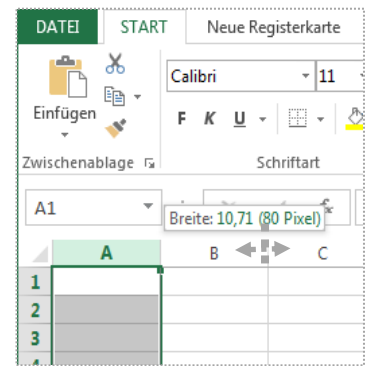 DATEI START Neue Registerkarte
Calibri 11
Einfügen F K U
Zwischenablage Schriftart
A1
Breite: 10,71 (80 Pixel)
A B C
1
2
3